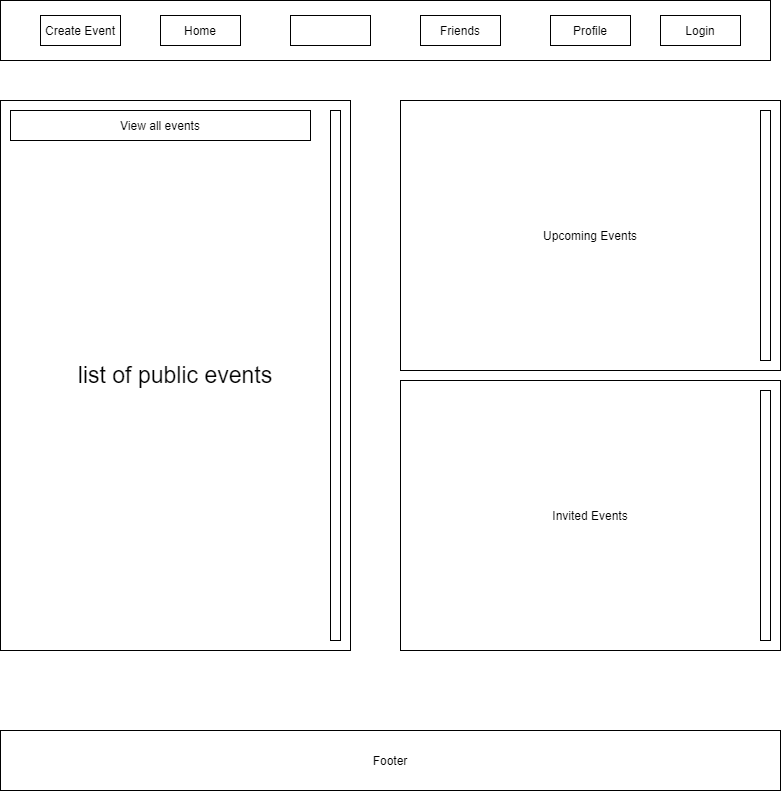 Create Event
Home
Friends
Profile
Login
View all events
list of public events
Upcoming Events
Invited Events
Footer